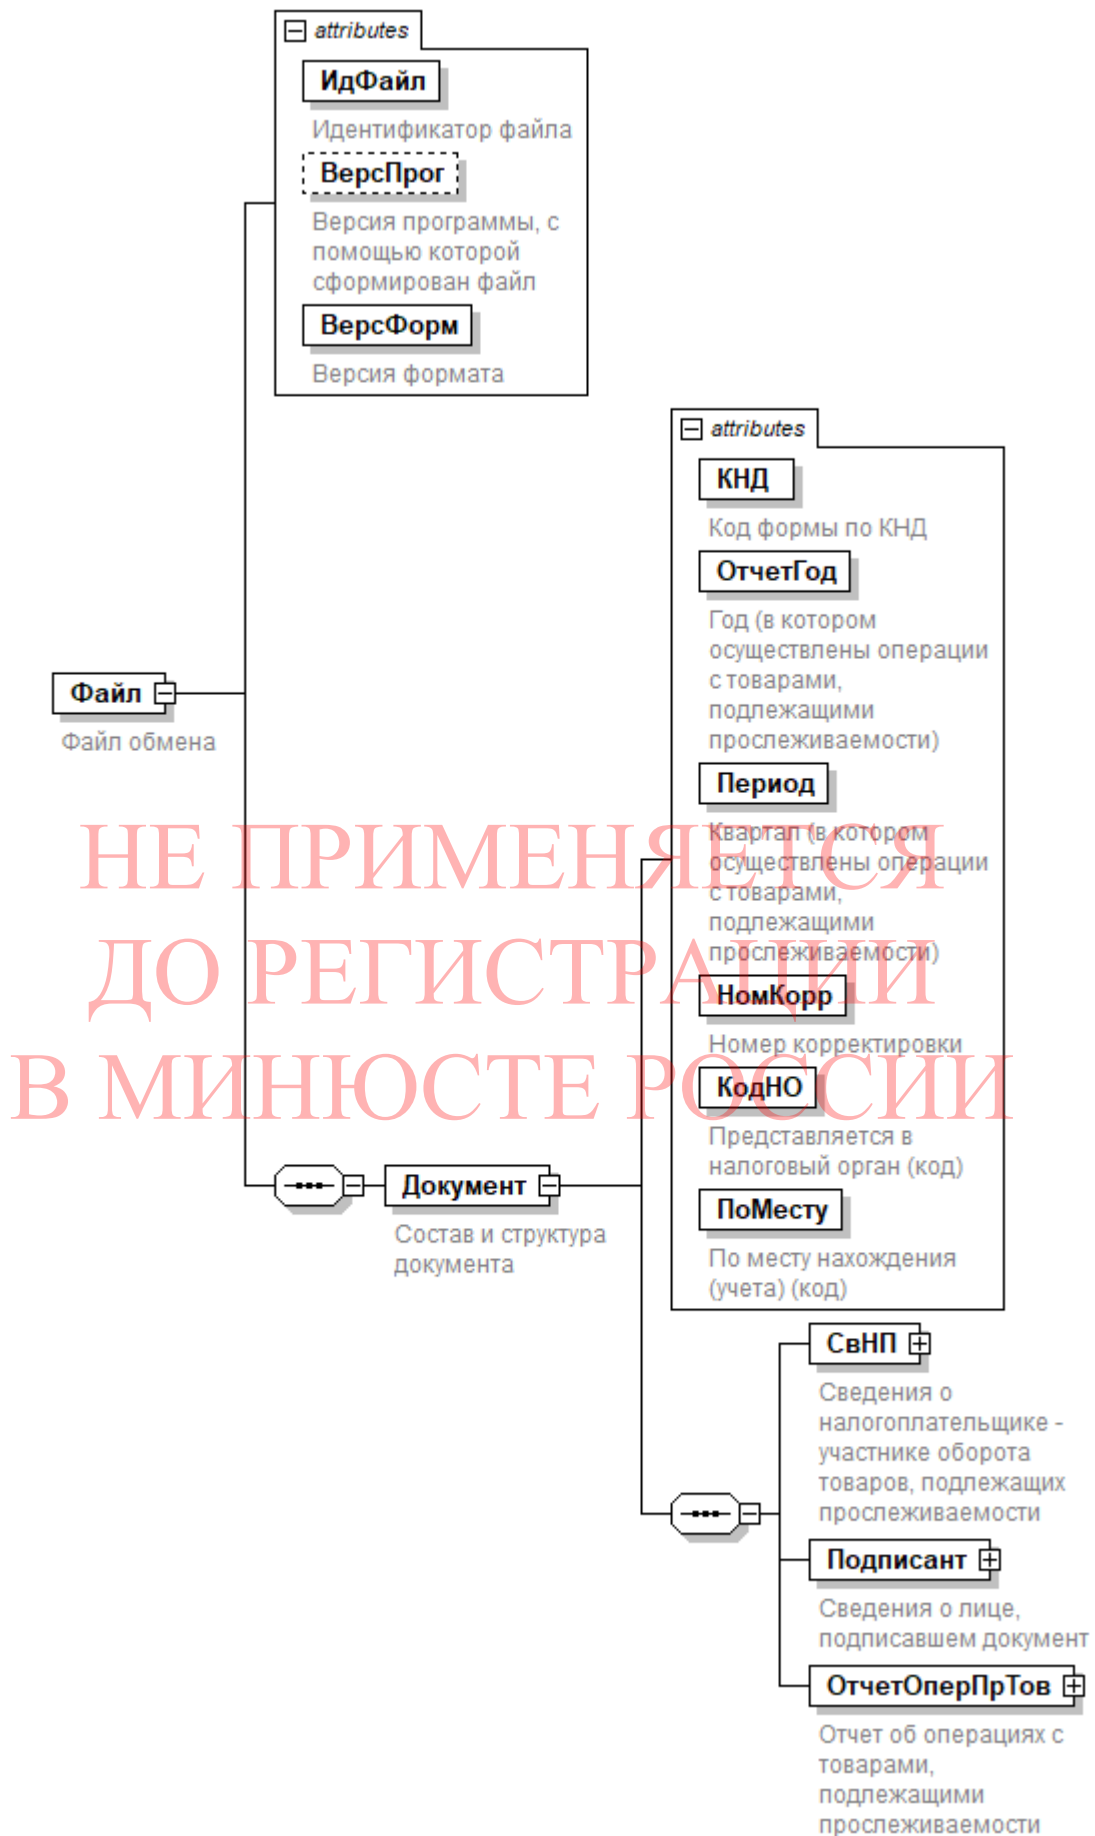 attributes
ИдФайл
Идентификатор файла
ВерсПрог
Версия программы, с
помощью которой
сформирован файл
ВерсФорм
Версия формата
attributes
КНД
Код формы по КНД
ОтчетГод
Год (в котором
осуществлены операции
с товарами,
подлежащими
прослеживаемости)
Файл
Файл обмена
Период
Квартал (в котором
осуществлены операции
с товарами,
подлежащими
прослеживаемости)
НЕ ПРИМЕНЯЕТСЯ
ДО РЕГИСТРАЦИИ
В МИНЮСТЕ РОССИИ
НомКорр
Номер корректировки
КодНО
Представляется в
налоговый орган (код)
ПоМесту
По месту нахождения
(учета) (код)
Документ
Состав и структура
документа
СвНП
Сведения о
налогоплательщике -
участнике оборота
товаров, подлежащих
прослеживаемости
Подписант
Сведения о лице,
подписавшем документ
ОтчетОперПрТов
Отчет об операциях с
товарами,
подлежащими
прослеживаемости